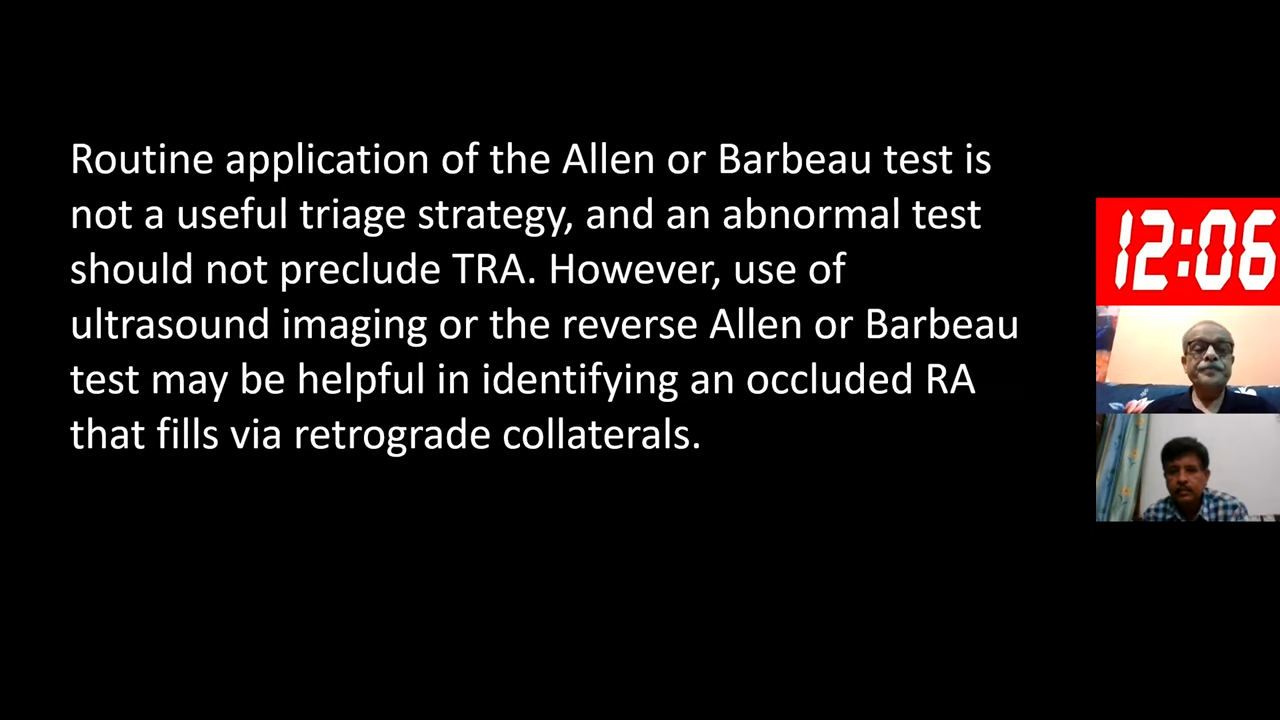 Routine application of the Allen or Barbeau test is
not a useful triage strategy, and an abnormal test
should not preclude TRA. However, use of
ultrasound imaging or the reverse Allen or Barbeau
test may be helpful in identifying an occluded RA
that fills via retrograde collaterals.
12:06